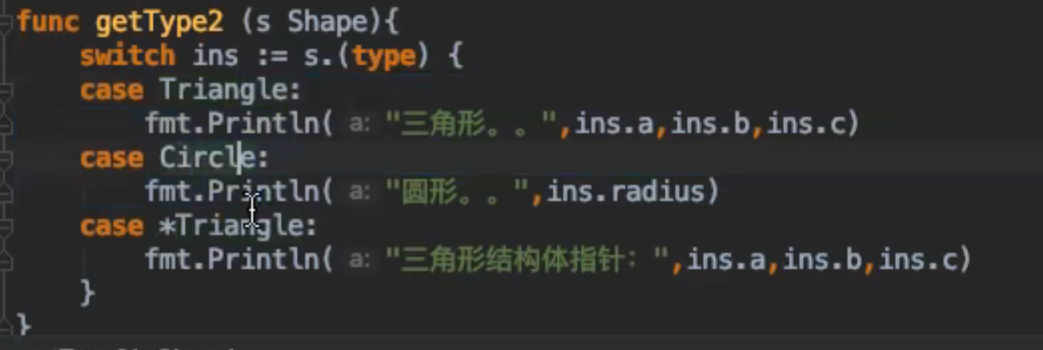 func getType2 (s Shape){
switch ins := s.(type) {
case Triangle:
fmt.Println( a: "三角形。。",ins.a,ins.b,ins.c)
case Circle:
fmt.Println( a: "圆形。。",ins.radius)
case *Triangle:
fmt.Println( a: "三角形结构体指针：",ins.a,ins.b,ins.c)
}
}